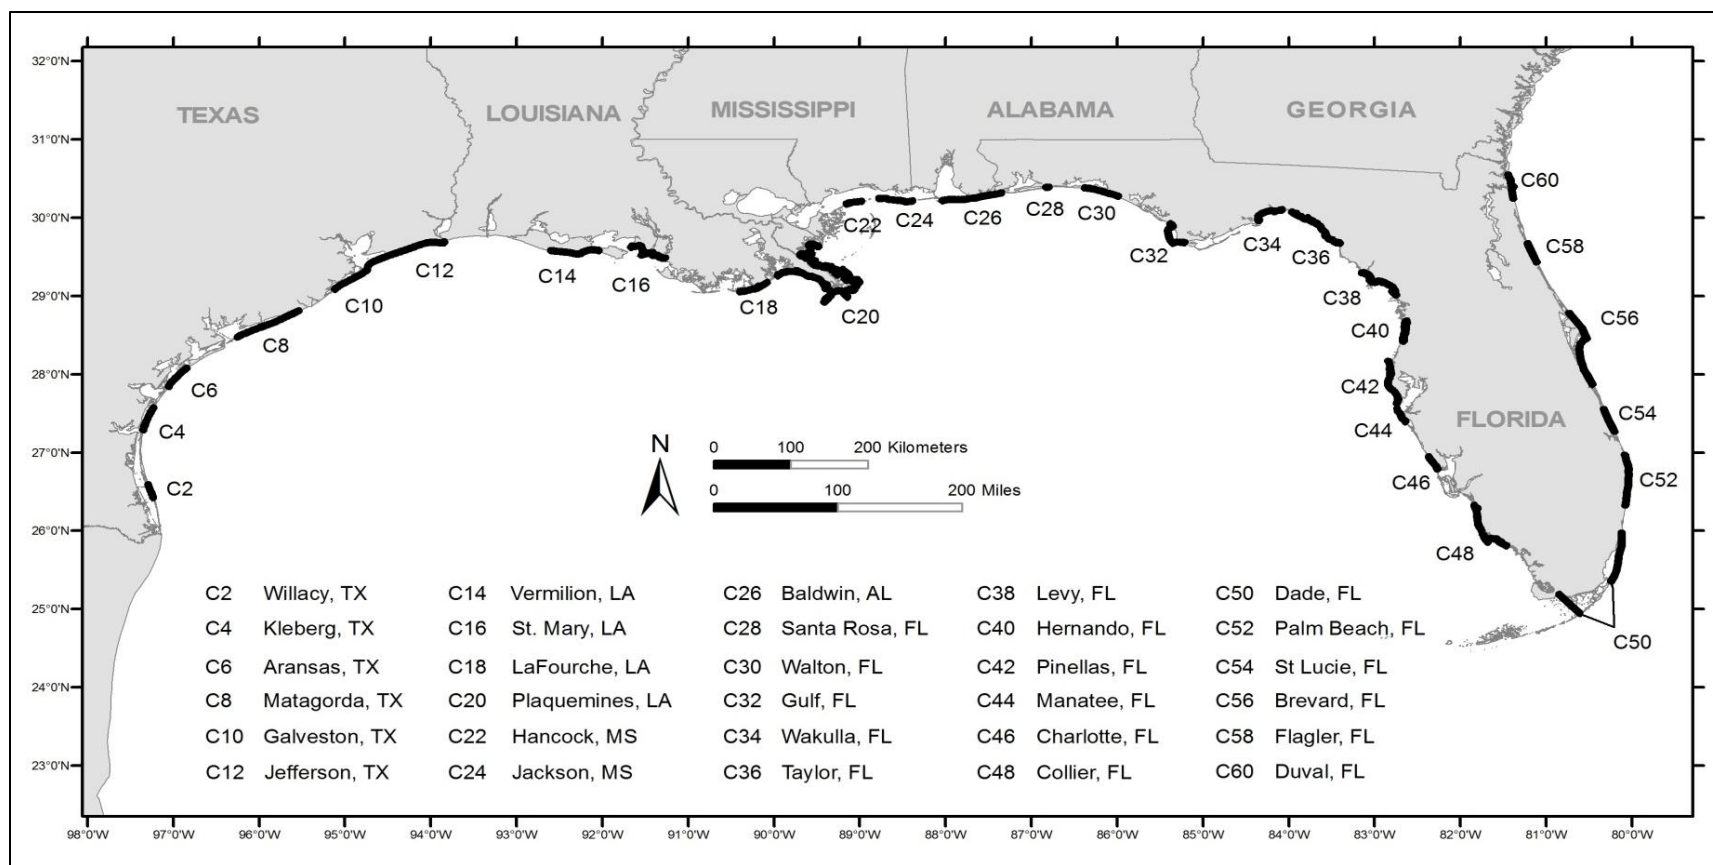 32°0'N
31°0'N
30°0'N
29°0'N
28°0'N
27°0'N
26°0'N
25°0'N
24°0'N
23°0'N
TEXAS
LOUISIANA
MISSISSIPPI
ALABAMA
GEORGIA
FLORIDA
C2
C4
C6
C8
C10
C12
C14
C16
C18
C20
C22
C24
C26
C28
C30
C32
C34
C36
C38
C40
C42
C44
C46
C48
C50
C52
C54
C56
C58
C60
N
0 100 200 Kilometers
0 100 200 Miles
C2 Willacy, TX
C4 Kleberg, TX
C6 Aransas, TX
C8 Matagorda, TX
C10 Galveston, TX
C12 Jefferson, TX
C14 Vermilion, LA
C16 St. Mary, LA
C18 LaFourche, LA
C20 Plaquemines, LA
C22 Hancock, MS
C24 Jackson, MS
C26 Baldwin, AL
C28 Santa Rosa, FL
C30 Walton, FL
C32 Gulf, FL
C34 Wakulla, FL
C36 Taylor, FL
C38 Levy, FL
C40 Hernando, FL
C42 Pinellas, FL
C44 Manatee, FL
C46 Charlotte, FL
C48 Collier, FL
C50 Dade, FL
C52 Palm Beach, FL
C54 St Lucie, FL
C56 Brevard, FL
C58 Flagler, FL
C60 Duval, FL
98°0'W 97°0'W 96°0'W 95°0'W 94°0'W 93°0'W 92°0'W 91°0'W 90°0'W 89°0'W 88°0'W 87°0'W 86°0'W 85°0'W 84°0'W 83°0'W 82°0'W 81°0'W 80°0'W